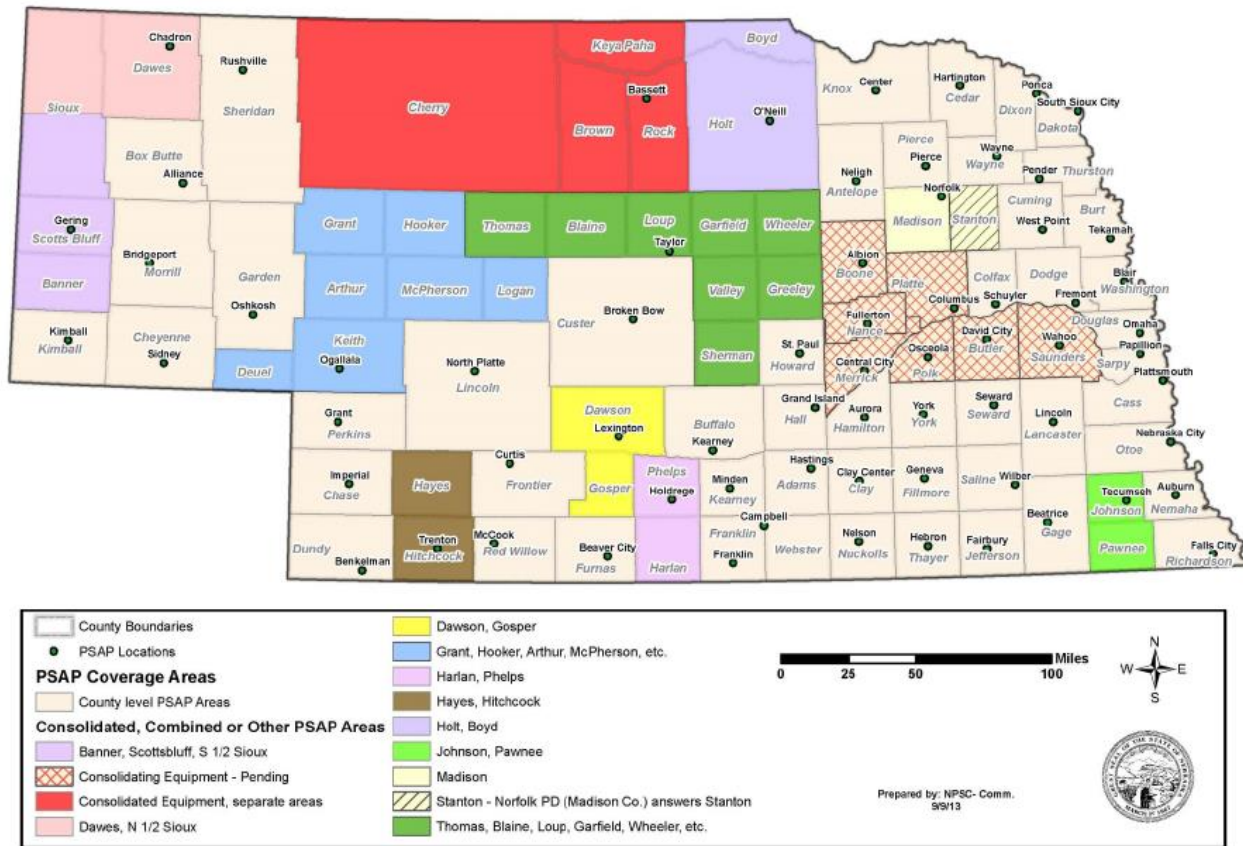 Chadron
Dawes
Rushville
Sheridan
Sioux
Cherry
Keya Paha
Boyd
Bassett
Brown
Rock
Holt
O'Neill
Knox
Center
Hartington
Cedar
Ponca
Dixon
South Sioux City
Dakota
Box Butte
Alliance
Pierce
Pierce
Wayne
Wayne
Pender
Thurston
Neligh
Antelope
Norfolk
Madison
Stanton
Cuming
West Point
Burt
Tekamah
Gering
Scotts Bluff
Banner
Bridgeport
Morrill
Garden
Oshkosh
Grant
Hooker
Thomas
Blaine
Loup
Taylor
Garfield
Wheeler
Arthur
McPherson
Logan
Valley
Greeley
Albion
Boone
Platte
Columbus
Colfax
Schuyler
Dodge
Fremont
Blair
Washington
Kimball
Kimball
Cheyenne
Sidney
Deuel
Keith
Ogallala
North Platte
Lincoln
Custer
Broken Bow
Sherman
St. Paul
Howard
Fullerton
Nance
Central City
Merrick
Osceola
Polk
David City
Butler
Wahoo
Saunders
Douglas
Omaha
Papillion
Sarpy
Plattsmouth
Cass
Grant
Perkins
Dawson
Lexington
Buffalo
Kearney
Grand Island
Hall
Aurora
Hamilton
York
York
Seward
Seward
Lincoln
Lancaster
Nebraska City
Otoe
Imperial
Chase
Hayes
Curtis
Frontier
Gosper
Phelps
Holdrege
Minden
Kearney
Hastings
Adams
Clay Center
Clay
Geneva
Fillmore
Saline
Wilber
Beatrice
Gage
Tecumseh
Johnson
Auburn
Nemaha
Dundy
Benkelman
Trenton
Hitchcock
McCook
Red Willow
Beaver City
Furnas
Harlan
Campbell
Franklin
Franklin
Webster
Nelson
Nuckolls
Hebron
Thayer
Fairbury
Jefferson
Pawnee
Falls City
Richardson
County Boundaries
PSAP Locations
PSAP Coverage Areas
County level PSAP Areas
Consolidated, Combined or Other PSAP Areas
Banner, Scottsbluff, S 1/2 Sioux
Consolidating Equipment - Pending
Consolidated Equipment, separate areas
Dawes, N 1/2 Sioux
Dawson, Gosper
Grant, Hooker, Arthur, McPherson, etc.
Harlan, Phelps
Hayes, Hitchcock
Holt, Boyd
Johnson, Pawnee
Madison
Stanton - Norfolk PD (Madison Co.) answers Stanton
Thomas, Blaine, Loup, Garfield, Wheeler, etc.
Miles
0 25 50 100
N
W E
S
Prepared by: NPSC- Comm.
9/9/13
GREAT SEAL OF THE STATE OF NEBRASKA
MARCH 1ST 1867